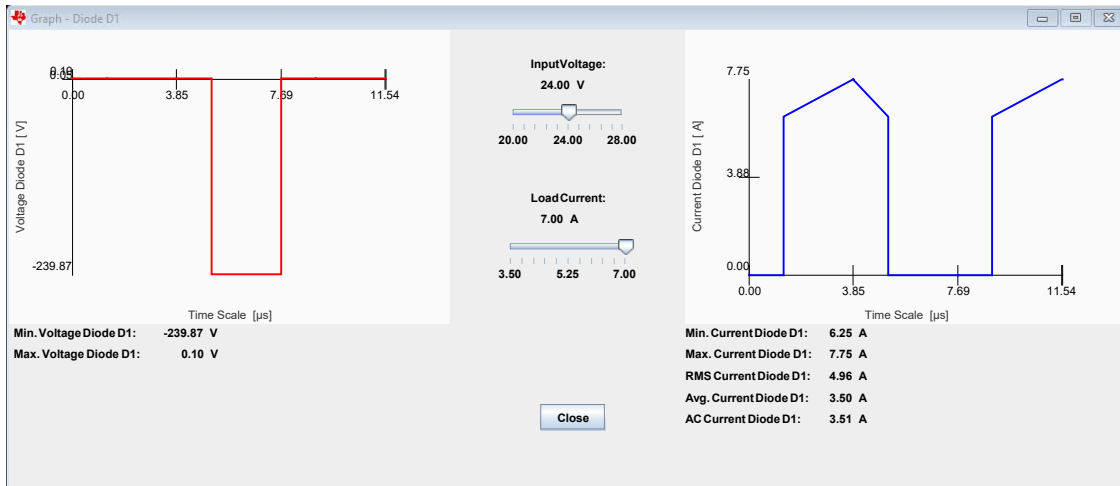 Graph - Diode D1
0.10
0.05
0.00 3.85 7.69 11.54
-239.87
Voltage Diode D1 [ V]
Time Scale [µs]
Min. Voltage Diode D1: -239.87 V
Max. Voltage Diode D1: 0.10 V
Input Voltage:
24.00 V
20.00 24.00 28.00
Load Current:
7.00 A
3.50 5.25 7.00
Close
7.75
3.88
0.00
0.00 3.85 7.69 11.54
Current Diode D1 [ A]
Time Scale [µs]
Min. Current Diode D1: 6.25 A
Max. Current Diode D1: 7.75 A
RMS Current Diode D1: 4.96 A
Avg. Current Diode D1: 3.50 A
AC Current Diode D1: 3.51 A